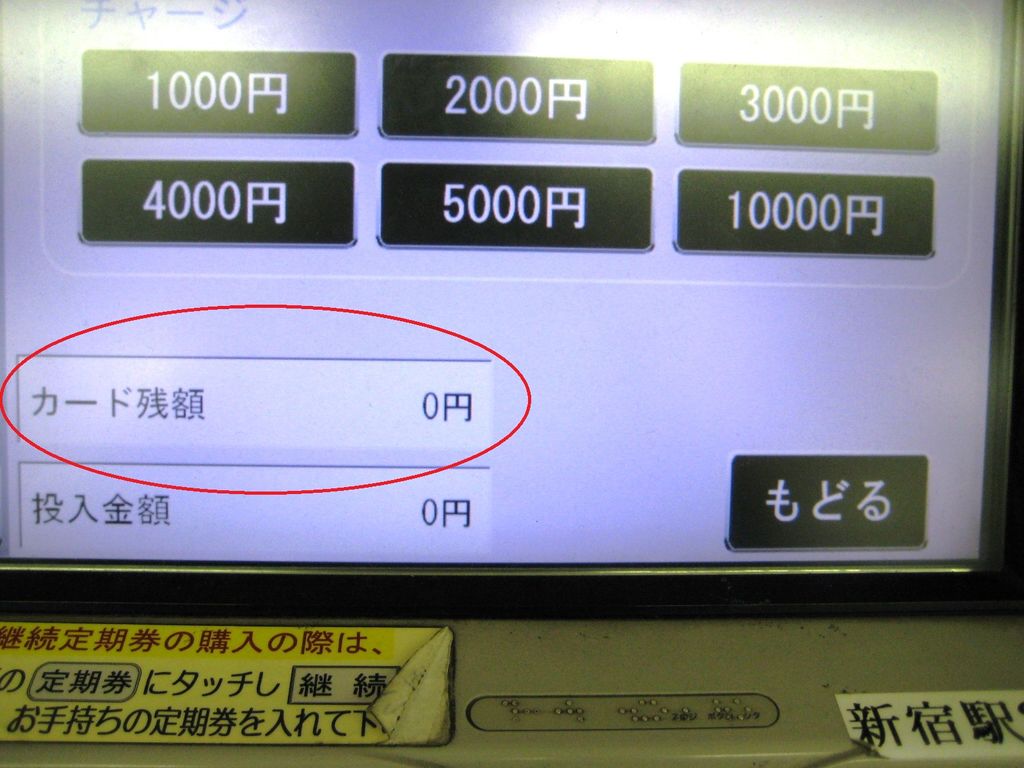 チャージ
1000円 2000円 3000円
4000円 5000円 10000円
カード残額 0円
投入金額 0円
もどる
継続定期券の購入の際は、
の 定期券 にタッチし 継続
お手持ちの定期券を入れて下
新宿駅